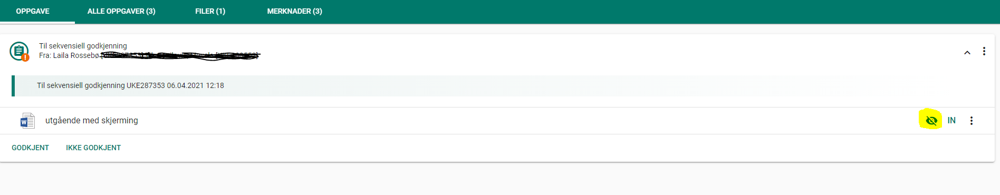 OPPGAVE ALLE OPPGAVER (3) FILER (1) MERKNADER (3)
Til sekvensiell godkjenning
Fra: Laila Rossebø
Til sekvensiell godkjenning UKE287353 06.04.2021 12:18
W utgående med skjerming IN
GODKJENT IKKE GODKJENT